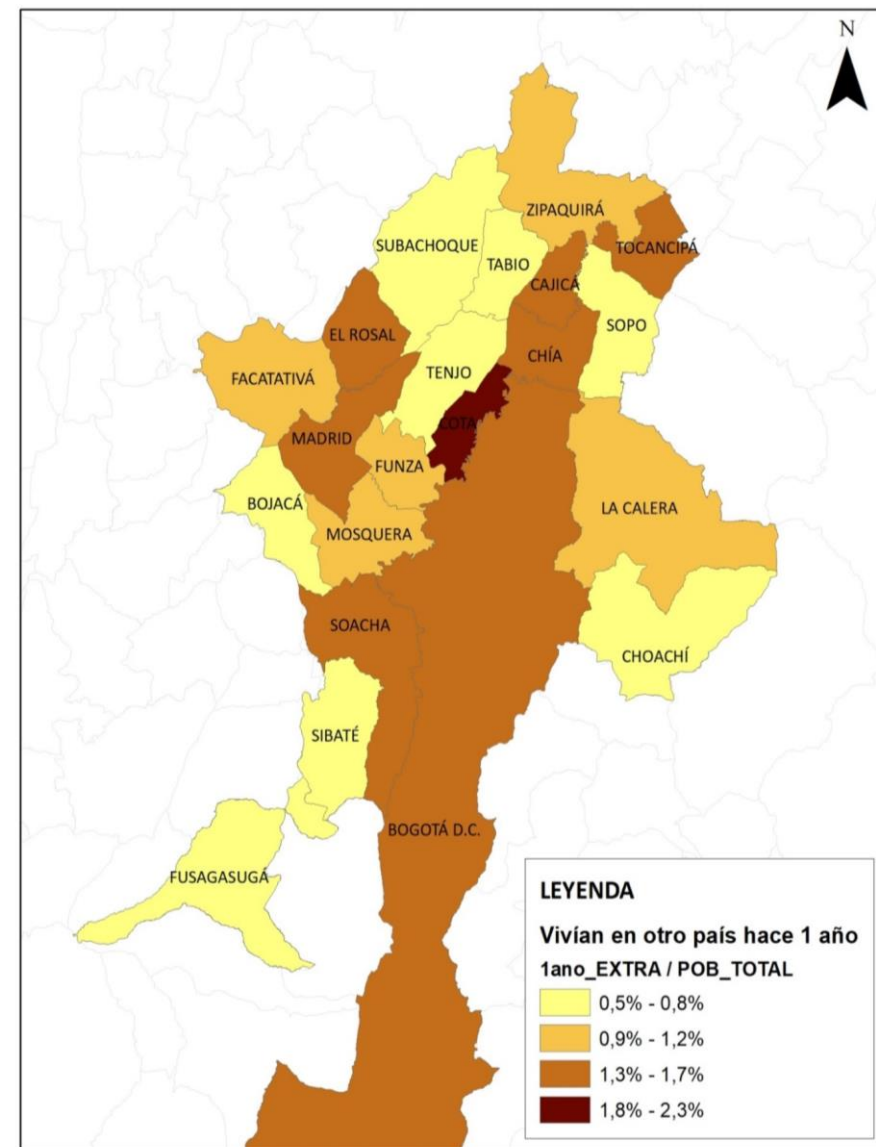 N
ZIPAQUIRÁ
SUBACHOQUE
TOCANCIPÁ
TABIO
CAJICÁ
SOPO
EL ROSAL
CHÍA
TENJO
FACATATIVÁ
COTA
MADRID
FUNZA
BOJACÁ
LA CALERA
MOSQUERA
SOACHA
CHOACHÍ
SIBATÉ
BOGOTÁ D.C.
FUSAGASUGÁ
LEYENDA
Vivían en otro país hace 1 año
1ano_EXTRA / POB_TOTAL
0,5% - 0,8%
0,9% - 1,2%
1,3% - 1,7%
1,8% - 2,3%